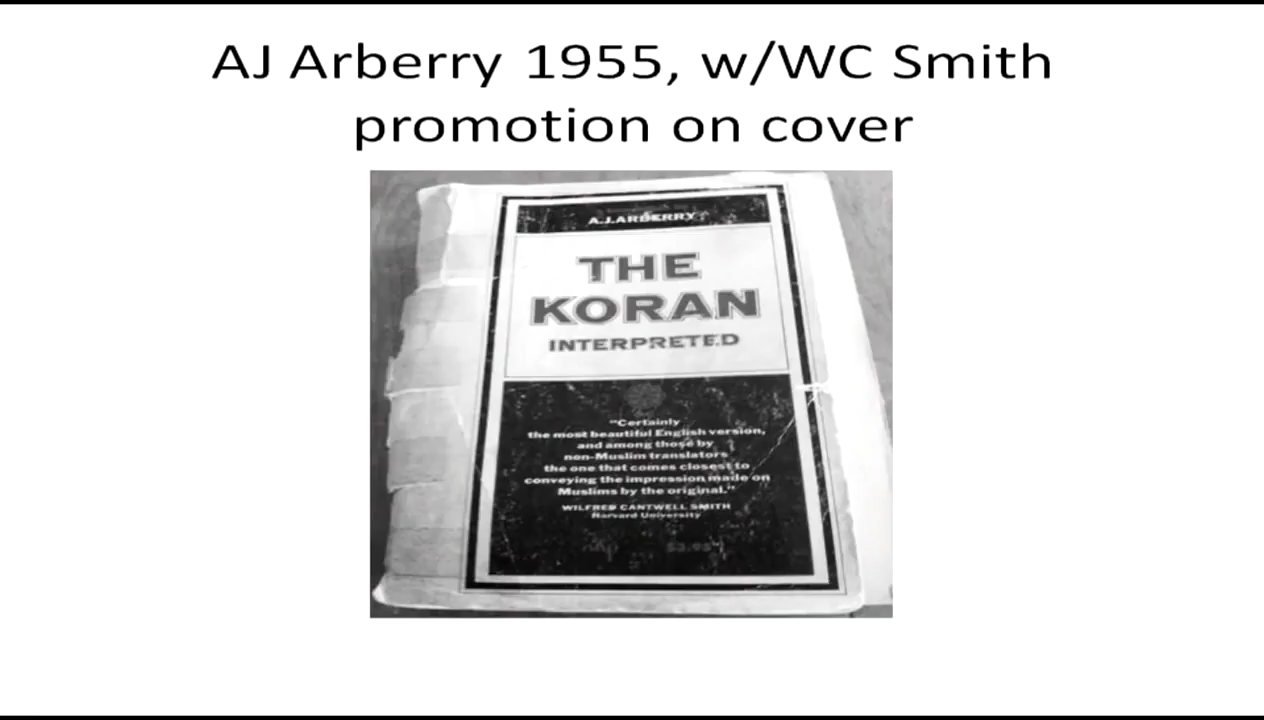 AJ Arberry 1955, w/WC Smith
promotion on cover
A.J.ARBERRY
THE
KORAN
INTERPRETED
"Certainly
the most beautiful English version,
and among those by
non-Muslim translators
the one that comes closest to
conveying the impression made on
Muslims by the original."
WILFRED CANTWELL SMITH
Harvard University